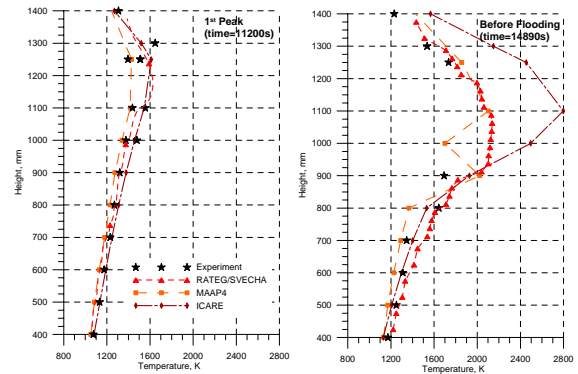 1400
1300
1200
1100
1000
900
800
700
600
500
400
Height, mm
1st Peak
(time=11200s)
Experiment
RATEG/SVECHA
MAAP4
ICARE
800 1200 1600 2000 2400 2800
Temperature, K
1400
1300
1200
1100
1000
900
800
700
600
500
400
Height, mm
Before Flooding
(time=14890s)
800 1200 1600 2000 2400 2800
Temperature, K